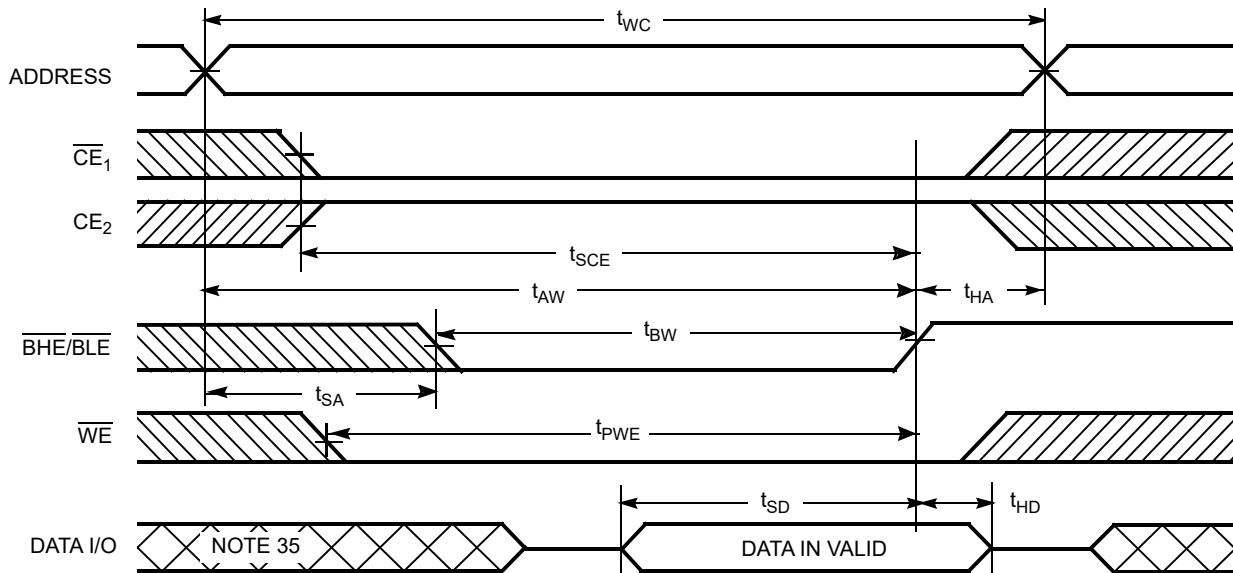 tWC
ADDRESS
CE1
CE2
tSCE
tAW
tHA
tBW
BHE/BLE
tSA
WE
tPWE
tSD
tHD
DATA I/O
NOTE 35
DATA IN VALID